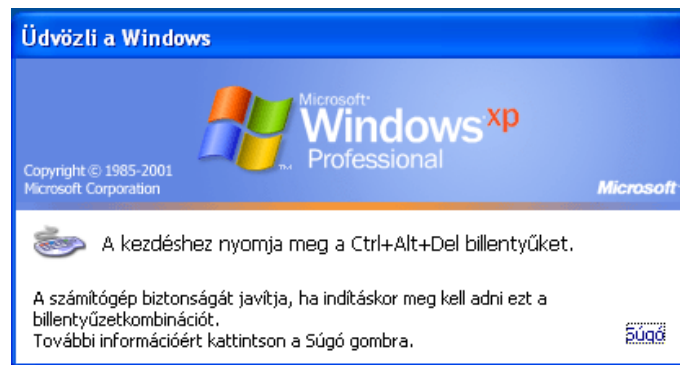 Üdvözli a Windows
Microsoft®
Windows xp
Professional
TM
Copyright © 1985-2001
Microsoft Corporation
Microsoft
A kezdéshez nyomja meg a Ctrl+Alt+Del billentyűket.
A számítógép biztonságát javítja, ha indításkor meg kell adni ezt a
billentyűzetkombinációt.
További információért kattintson a Súgó gombra.
Súgó